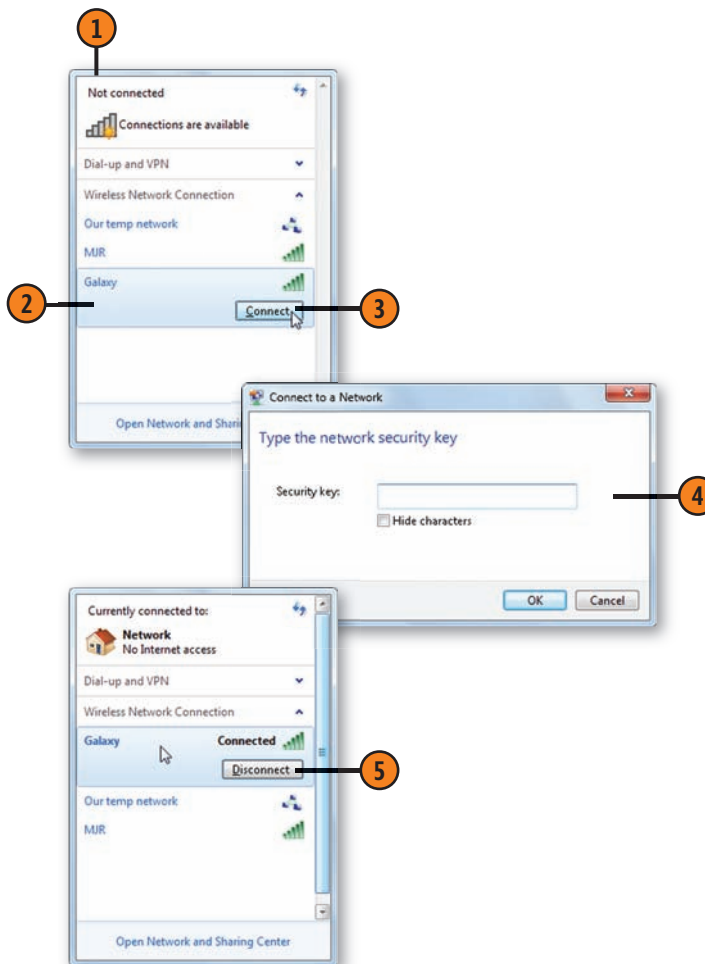 1
Not connected
Connections are available
Dial-up and VPN
Wireless Network Connection
Our temp network
MJR
Galaxy
2
Connect
3
Open Network and
Connect to a Network
Type the network security key
Security key:
Hide characters
4
OK Cancel
Currently connected to:
Network
No Internet access
Dial-up and VPN
Wireless Network Connection
Galaxy Connected
Disconnect
5
Our temp network
MJR
Open Network and Sharing Center